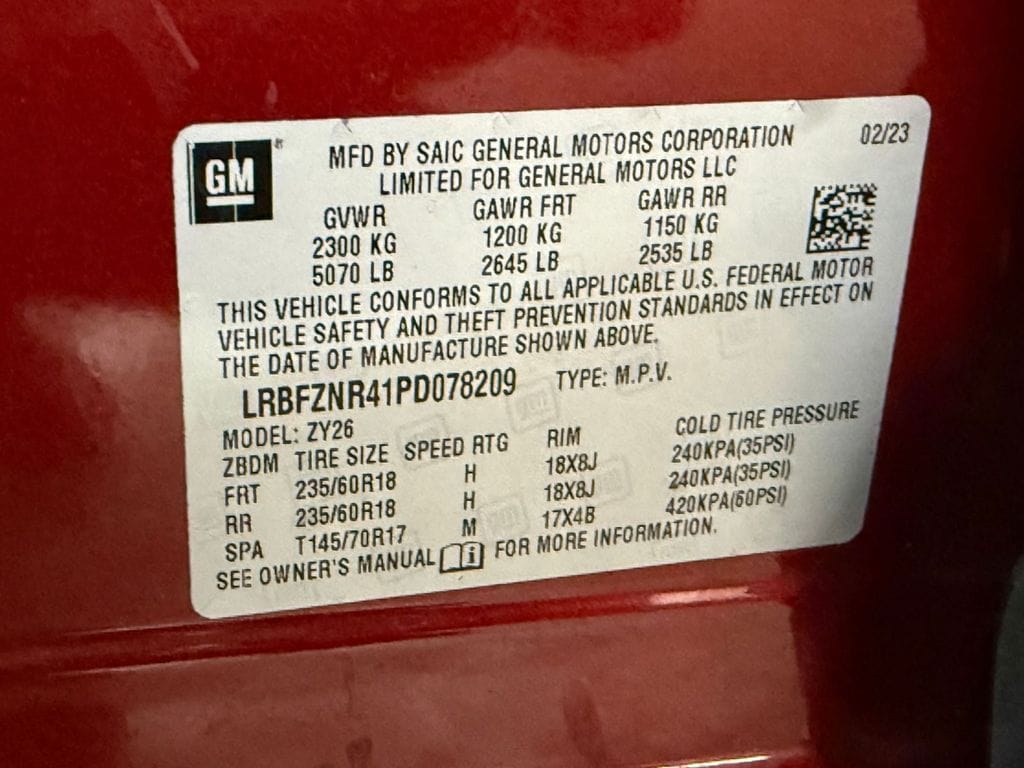 GM
MFD BY SAIC GENERAL MOTORS CORPORATION 02/23
LIMITED FOR GENERAL MOTORS LLC
GVWR GAWR FRT GAWR RR
2300 KG 1200 KG 1150 KG
5070 LB 2645 LB 2535 LB
THIS VEHICLE CONFORMS TO ALL APPLICABLE U.S. FEDERAL MOTOR
VEHICLE SAFETY AND THEFT PREVENTION STANDARDS IN EFFECT ON
THE DATE OF MANUFACTURE SHOWN ABOVE.
LRBFZNR41PD078209 TYPE: M.P.V.
MODEL: ZY26
ZBDM TIRE SIZE SPEED RTG RIM COLD TIRE PRESSURE
FRT 235/60R18 H 18X8J 240KPA(35PSI)
RR 235/60R18 H 18X8J 240KPA(35PSI)
SPA T145/70R17 M 17X4B 420KPA(60PSI)
SEE OWNER'S MANUAL i FOR MORE INFORMATION.